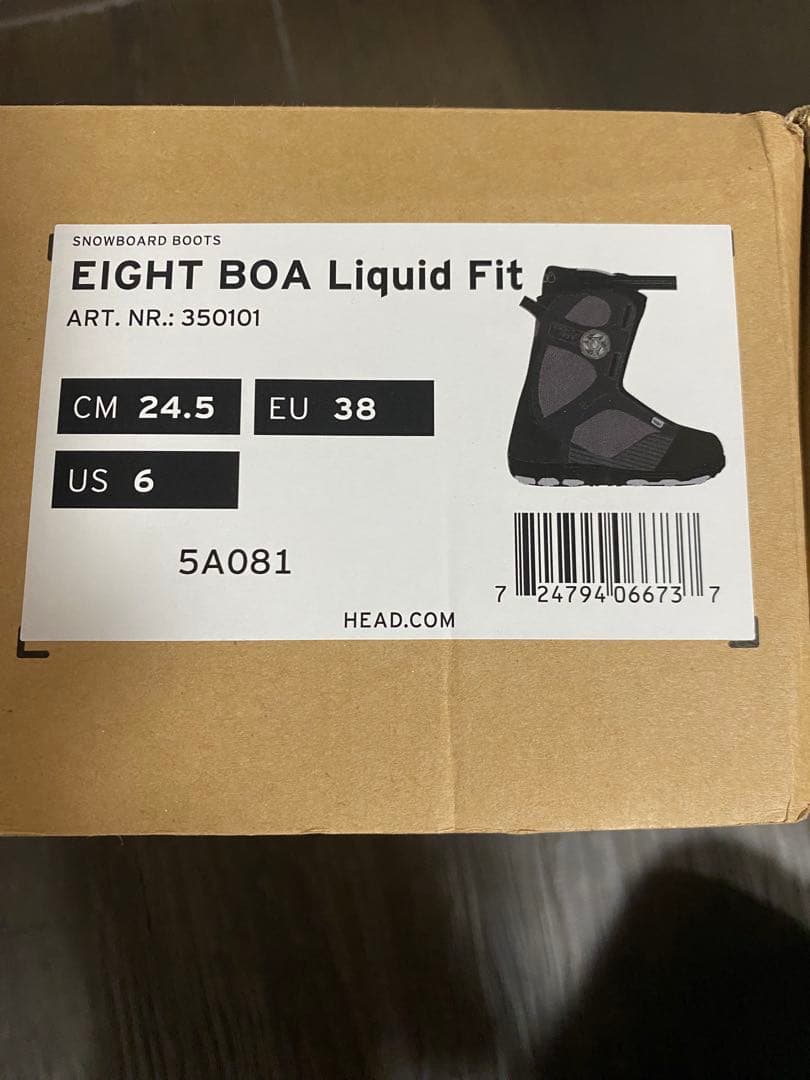 SNOWBOARD BOOTS
EIGHT BOA Liquid Fit
ART. NR.: 350101
CM 24.5 EU 38
US 6
5A081
7 24794 06673 7
HEAD.COM